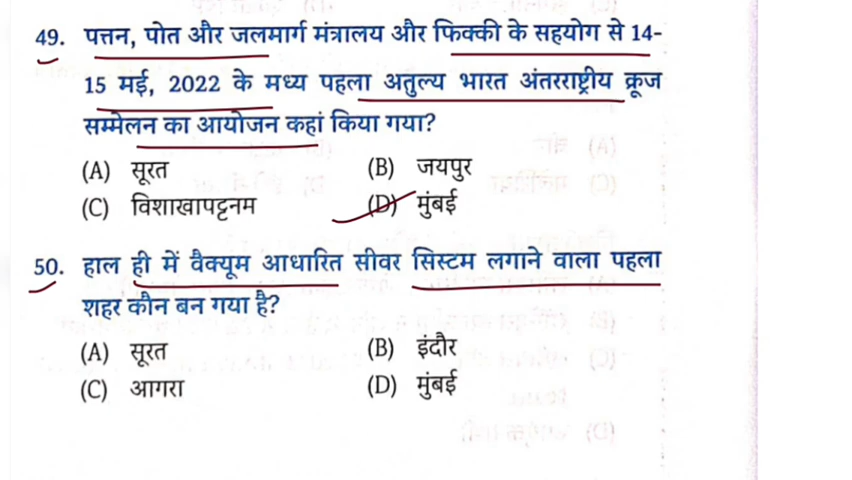 49. पत्तन, पोत और जलमार्ग मंत्रालय और फिक्की के सहयोग से 14-
15 मई, 2022 के मध्य पहला अतुल्य भारत अंतरराष्ट्रीय क्रूज
सम्मेलन का आयोजन कहां किया गया?
(A) सूरत (B) जयपुर
(C) विशाखापट्टनम (D) मुंबई
50. हाल ही में वैक्यूम आधारित सीवर सिस्टम लगाने वाला पहला
शहर कौन बन गया है?
(A) सूरत (B) इंदौर
(C) आगरा (D) मुंबई